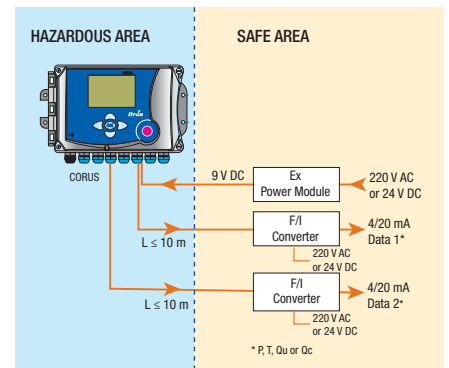 HAZARDOUS AREA
SAFE AREA
Itrón
OK
CORUS
9 V DC
Ex
Power Module
220 V AC
or 24 V DC
L ≤ 10 m
F/I
Converter
4/20 mA
Data 1*
220 V AC
or 24 V DC
L ≤ 10 m
F/I
Converter
4/20 mA
Data 2*
220 V AC
or 24 V DC
* P, T, Qu or Qc